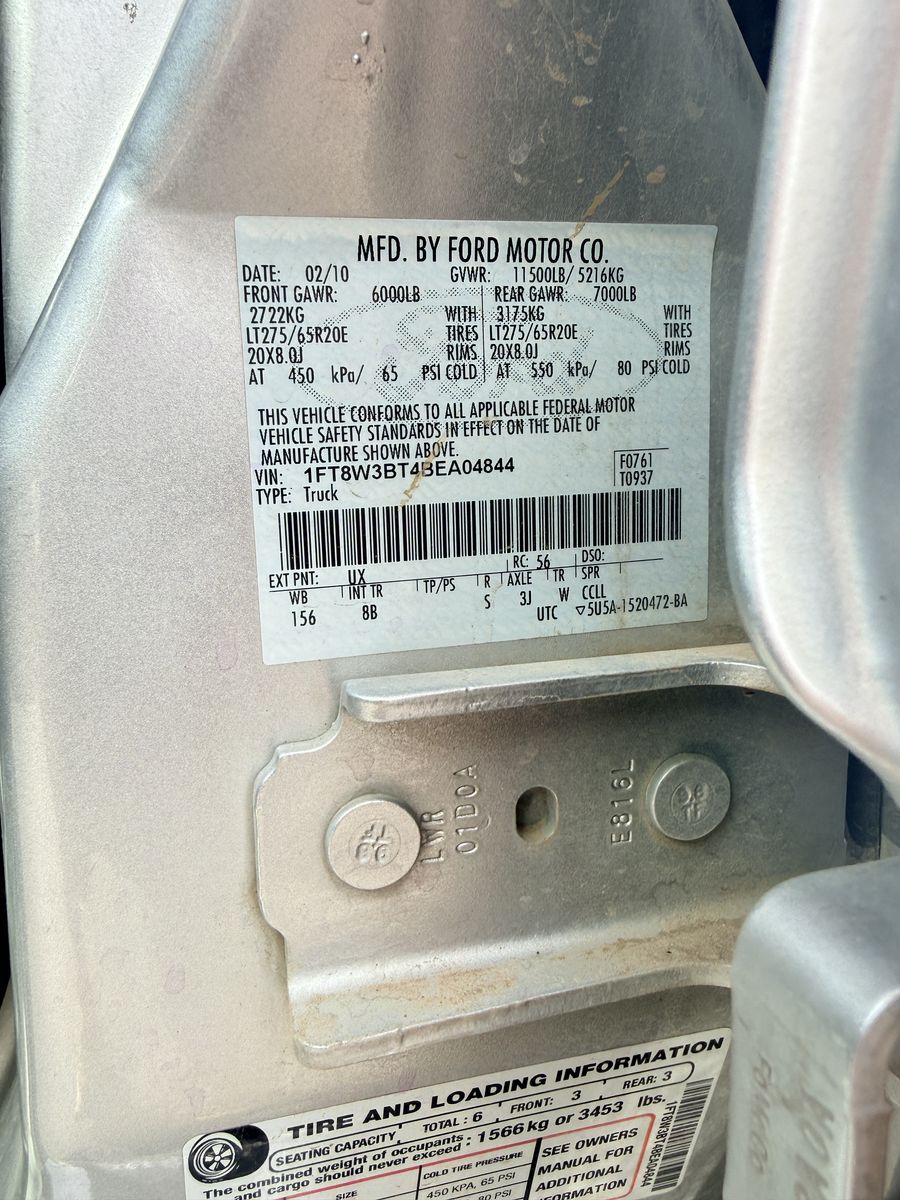 MFD. BY FORD MOTOR CO.
DATE: 02/10 GVWR: 11500LB/ 5216KG
FRONT GAWR: 6000LB REAR GAWR: 7000LB
2722KG WITH 3175KG WITH
LT275/65R20E TIRES LT275/65R20E TIRES
20X8.0J RIMS 20X8.0J RIMS
AT 450 kPa/ 65 PSI COLD AT 550 kPa/ 80 PSI COLD
THIS VEHICLE CONFORMS TO ALL APPLICABLE FEDERAL MOTOR
VEHICLE SAFETY STANDARDS IN EFFECT ON THE DATE OF
MANUFACTURE SHOWN ABOVE.
VIN: 1FT8W3BT4BEA04844 F0761
TYPE: Truck T0937
RC: 56 DSO:
EXT PNT: UX
WB INT TR TP/PS R AXLE TR SPR
156 8B S 3J W CCLL
UTC ▽5U5A-1520472-BA
LWR
01D0A
E816L
TIRE AND LOADING INFORMATION
SEATING CAPACITY TOTAL: 6 FRONT: 3 REAR: 3
The combined weight of occupants
and cargo should never exceed: 1566 kg or 3453 lbs.
SIZE COLD TIRE PRESSURE SEE OWNERS
450 KPA, 65 PSI MANUAL FOR
80 PSI ADDITIONAL
INFORMATION
1FT8W3BT4BEA04844